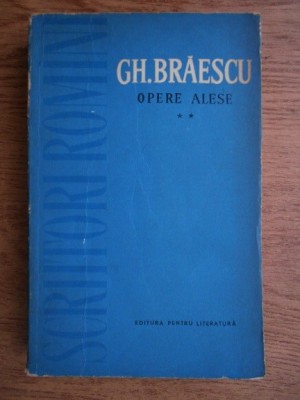 SCRIITORI ROMÎNI
GH. BRĂESCU
OPERE ALESE
* *
EDITURA PENTRU LITERATURĂ